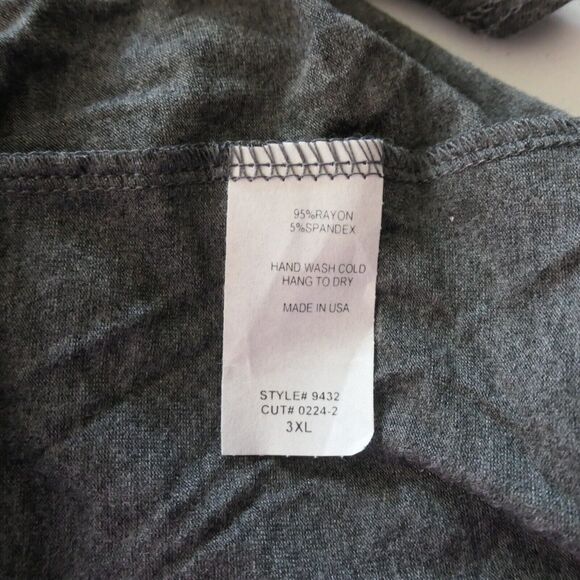 95%RAYON
5%SPANDEX
HAND WASH COLD
HANG TO DRY
MADE IN USA
STYLE# 9432
CUT# 0224-2
3XL